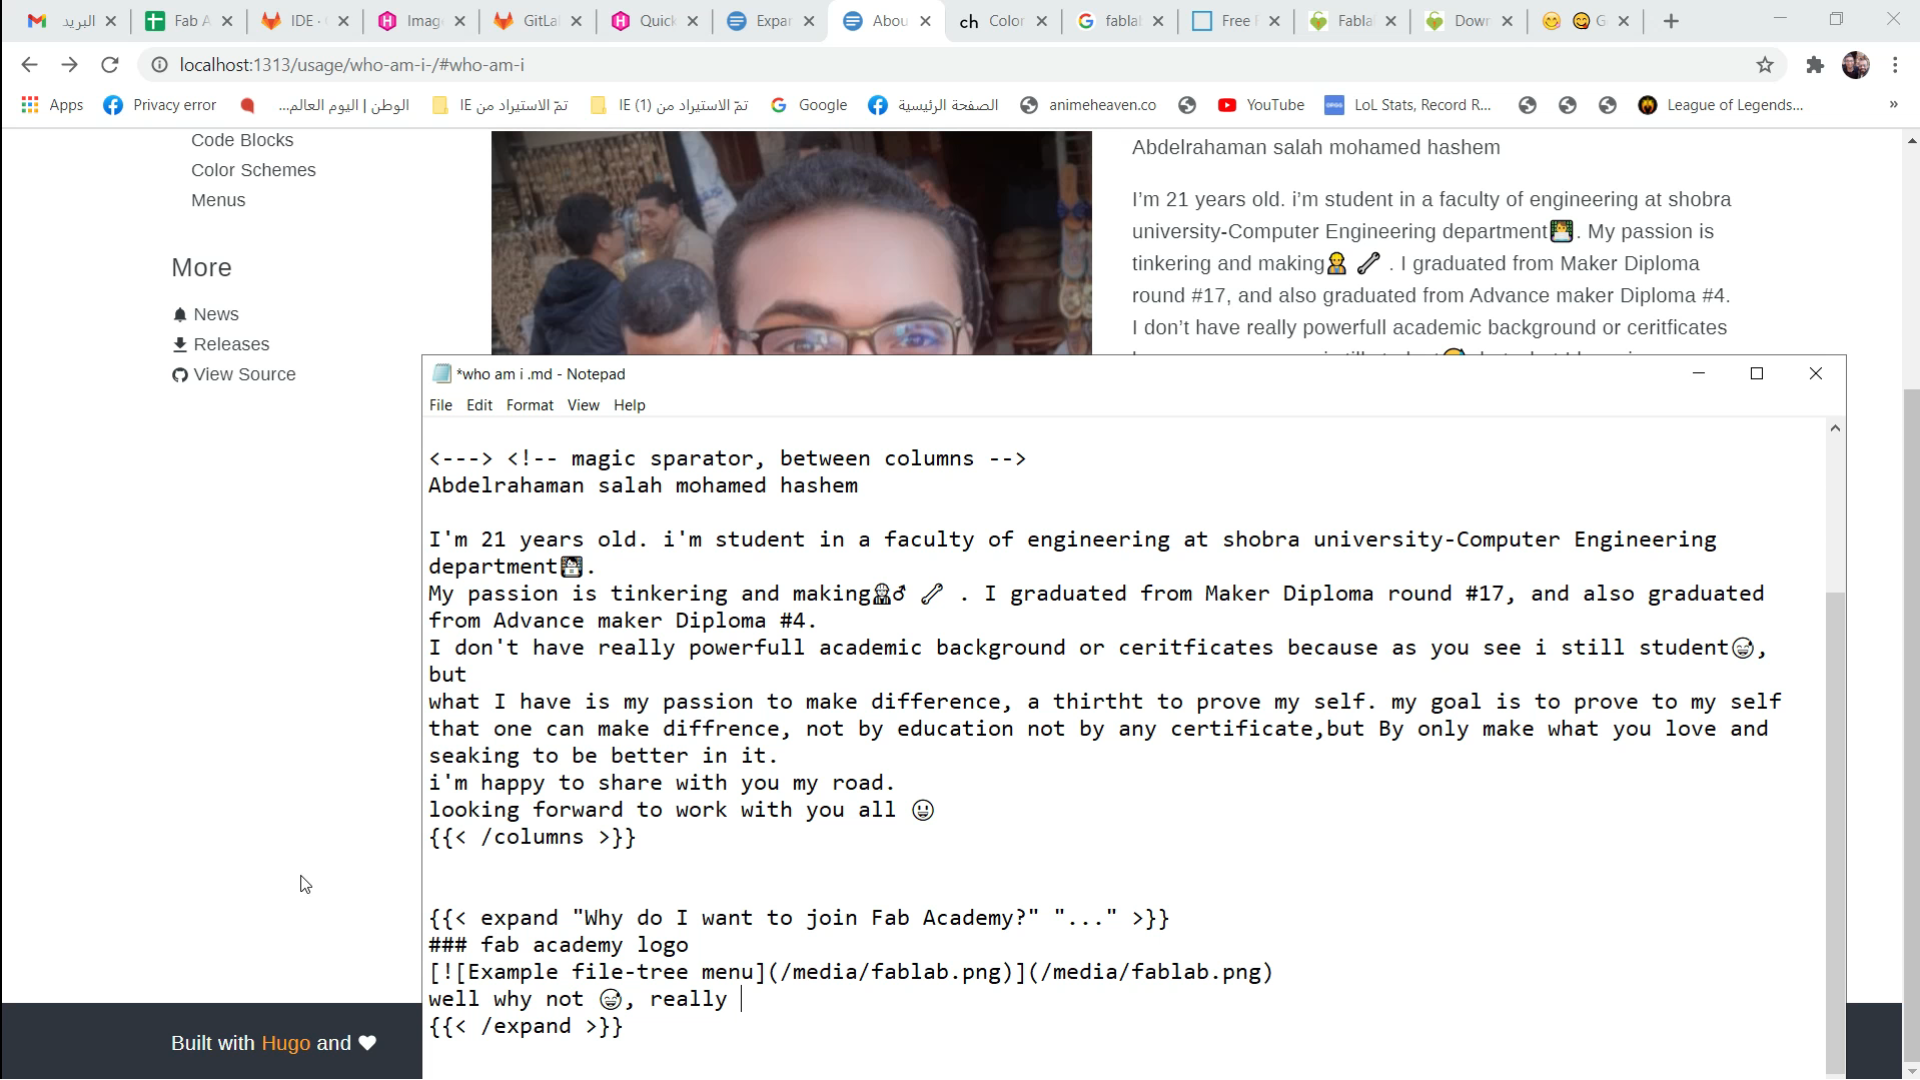 البريد
Fab A
IDE ·
Imag
GitLa
Quick
Expan
Abou
ch Color
fablal
Free
Fabla
Down
G
localhost:1313/usage/who-am-i-/#who-am-i
Apps
Privacy error
الوطن | اليوم العالم...
تمّ الاستيراد من IE
تمّ الاستيراد من IE (1)
Google
الصفحة الرئيسية
animeheaven.co
YouTube
LoL Stats, Record R...
League of Legends...
»
Code Blocks
Color Schemes
Menus
More
News
Releases
View Source
Abdelrahaman salah mohamed hashem
I'm 21 years old. i'm student in a faculty of engineering at shobra
university-Computer Engineering department👨‍💻. My passion is
tinkering and making👷‍♂️ 🔧 . I graduated from Maker Diploma
round #17, and also graduated from Advance maker Diploma #4.
I don't have really powerfull academic background or ceritficates
*who am i .md - Notepad
File Edit Format View Help
<---> <!-- magic sparator, between columns -->
Abdelrahaman salah mohamed hashem
I'm 21 years old. i'm student in a faculty of engineering at shobra university-Computer Engineering
department👨‍💻.
My passion is tinkering and making👷♂ 🔧 . I graduated from Maker Diploma round #17, and also graduated
from Advance maker Diploma #4.
I don't have really powerfull academic background or ceritficates because as you see i still student😅,
but
what I have is my passion to make difference, a thirtht to prove my self. my goal is to prove to my self
that one can make diffrence, not by education not by any certificate,but By only make what you love and
seaking to be better in it.
i'm happy to share with you my road.
looking forward to work with you all 😃
{{< /columns >}}
{{< expand "Why do I want to join Fab Academy?" "..." >}}
### fab academy logo
[![Example file-tree menu](/media/fablab.png)](/media/fablab.png)
well why not 😅, really
{{< /expand >}}
Built with Hugo and ♥